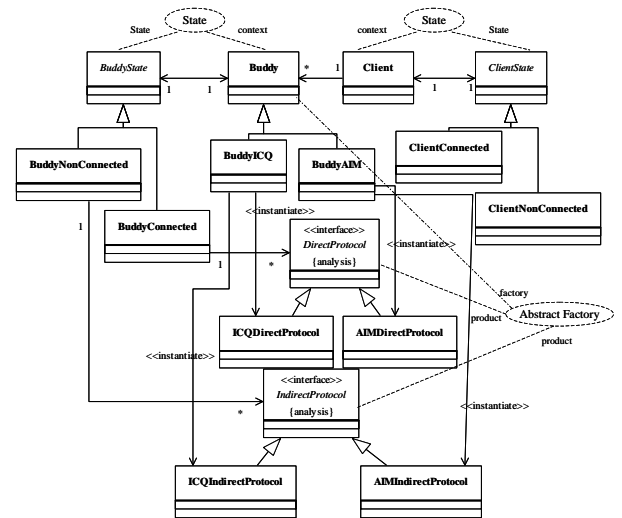 State
State
State
context
context
State
BuddyState
Buddy
Client
ClientState
1
1
*
1
1
1
BuddyNonConnected
BuddyICQ
BuddyAIM
ClientConnected
ClientNonConnected
1
BuddyConnected
<<instantiate>>
<<interface>>
DirectProtocol
{analysis}
<<instantiate>>
1
*
factory
Abstract Factory
product
product
ICQDirectProtocol
AIMDirectProtocol
<<instantiate>>
<<interface>>
IndirectProtocol
{analysis}
*
<<instantiate>>
ICQIndirectProtocol
AIMIndirectProtocol